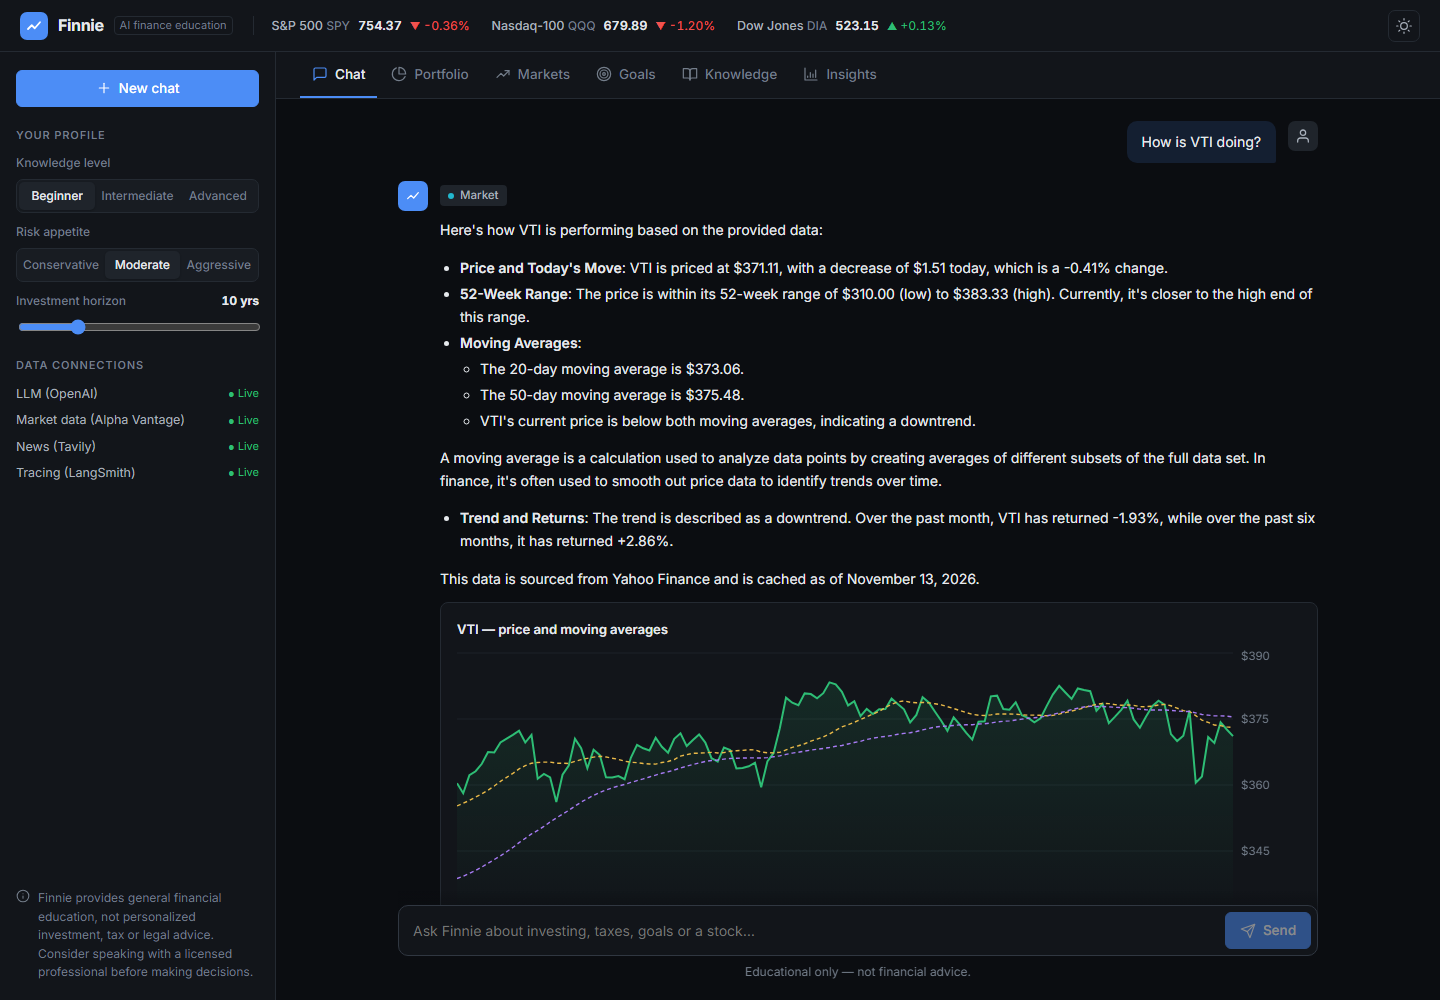 Finnie
AI finance education
S&P 500 SPY 754.37 ▼ -0.36%
Nasdaq-100 QQQ 679.89 ▼ -1.20%
Dow Jones DIA 523.15 ▲ +0.13%
+ New chat
YOUR PROFILE
Knowledge level
Beginner Intermediate Advanced
Risk appetite
Conservative Moderate Aggressive
Investment horizon 10 yrs
DATA CONNECTIONS
LLM (OpenAI) Live
Market data (Alpha Vantage) Live
News (Tavily) Live
Tracing (LangSmith) Live
Finnie provides general financial
education, not personalized
investment, tax or legal advice.
Consider speaking with a licensed
professional before making decisions.
Chat Portfolio Markets Goals Knowledge Insights
How is VTI doing?
Market
Here's how VTI is performing based on the provided data:
• Price and Today's Move: VTI is priced at $371.11, with a decrease of $1.51 today, which is a -0.41% change.
• 52-Week Range: The price is within its 52-week range of $310.00 (low) to $383.33 (high). Currently, it's closer to the high end of
this range.
• Moving Averages:
◦ The 20-day moving average is $373.06.
◦ The 50-day moving average is $375.48.
◦ VTI's current price is below both moving averages, indicating a downtrend.
A moving average is a calculation used to analyze data points by creating averages of different subsets of the full data set. In
finance, it's often used to smooth out price data to identify trends over time.
• Trend and Returns: The trend is described as a downtrend. Over the past month, VTI has returned -1.93%, while over the past six
months, it has returned +2.86%.
This data is sourced from Yahoo Finance and is cached as of November 13, 2026.
VTI — price and moving averages
$390
$375
$360
$345
Ask Finnie about investing, taxes, goals or a stock...
Send
Educational only — not financial advice.